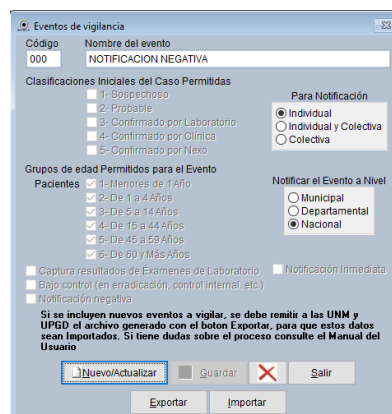 Eventos de vigilancia
Código Nombre del evento
000 NOTIFICACION NEGATIVA
Clasificaciones Iniciales del Caso Permitidas
1- Sospechoso
2- Probable
3- Confirmado por Laboratorio
4- Confirmado por Clínica
5- Confirmado por Nexo
Para Notificación
Individual
Individual y Colectiva
Colectiva
Grupos de edad Permitidos para el Evento
Pacientes
1- Menores de 1 Año
2- De 1 a 4 Años
3- De 5 a 14 Años
4- De 15 a 44 Años
5- De 45 a 59 Años
6- De 60 y Más Años
Notificar el Evento a Nivel
Municipal
Departamental
Nacional
Captura resultados de Éxamenes de Laboratorio
Notificación Inmediata
Bajo control (en erradicación, control internal. etc.)
Notificación negativa
Si se incluyen nuevos eventos a vigilar, se debe remitir a las UNM y
UPGD el archivo generado con el boton Exportar, para que estos datos
sean Importados. Si tiene dudas sobre el proceso consulte el Manual del
Usuario
Nuevo/Actualizar Guardar Salir
Exportar Importar